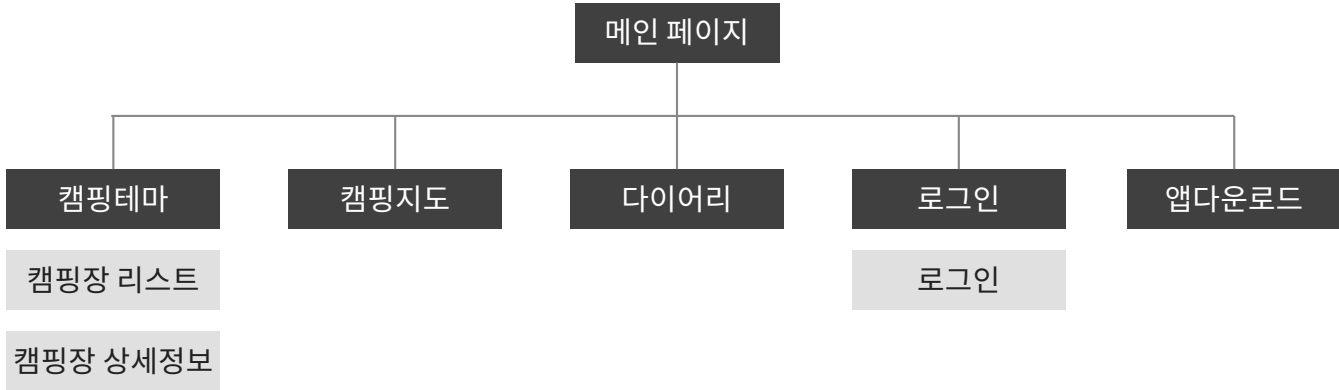 메인 페이지
캠핑테마
캠핑지도
다이어리
로그인
앱다운로드
캠핑장 리스트
로그인
캠핑장 상세정보